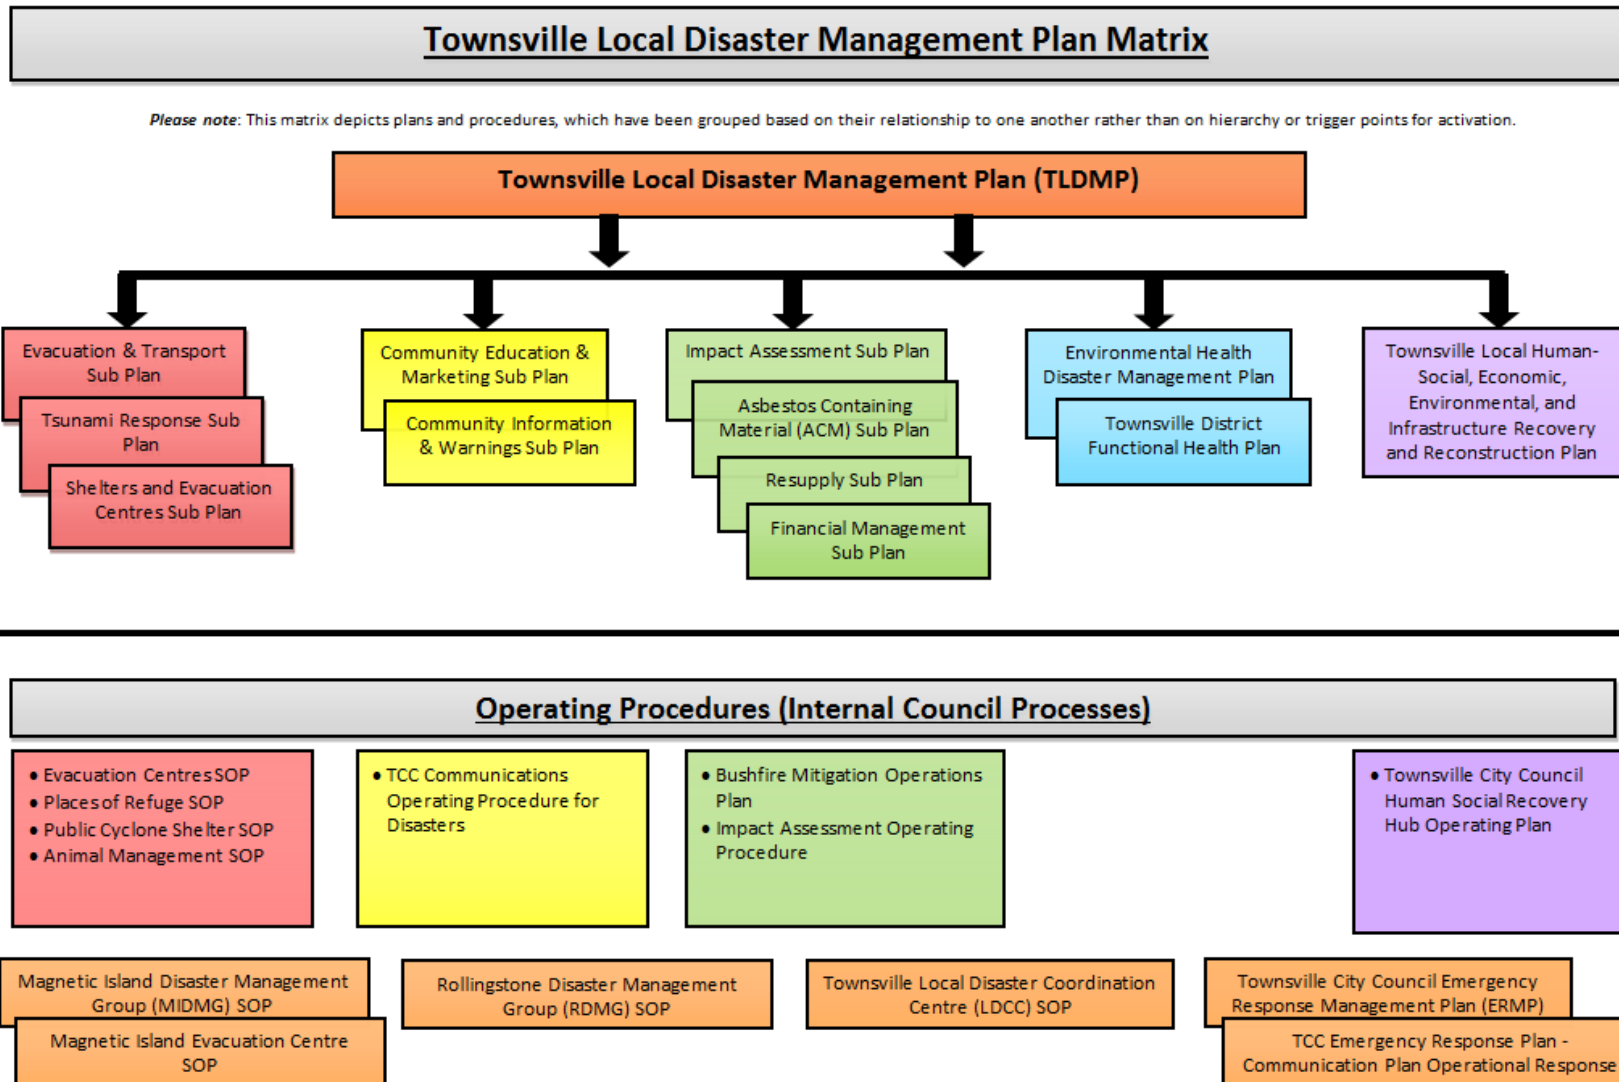 Townsville Local Disaster Management Plan Matrix
Please note: This matrix depicts plans and procedures, which have been grouped based on their relationship to one another rather than on hierarchy or trigger points for activation.
Townsville Local Disaster Management Plan (TLDMP)
Evacuation & Transport
Sub Plan
Tsunami Response Sub
Plan
Shelters and Evacuation
Centres Sub Plan
Community Education &
Marketing Sub Plan
Community Information
& Warnings Sub Plan
Impact Assessment Sub Plan
Asbestos Containing
Material (ACM) Sub Plan
Resupply Sub Plan
Financial Management
Sub Plan
Environmental Health
Disaster Management Plan
Townsville District
Functional Health Plan
Townsville Local Human-
Social, Economic,
Environmental, and
Infrastructure Recovery
and Reconstruction Plan
Operating Procedures (Internal Council Processes)
• Evacuation Centres SOP
• Places of Refuge SOP
• Public Cyclone Shelter SOP
• Animal Management SOP
• TCC Communications
Operating Procedure for
Disasters
• Bushfire Mitigation Operations
Plan
• Impact Assessment Operating
Procedure
• Townsville City Council
Human Social Recovery
Hub Operating Plan
Magnetic Island Disaster Management
Group (MIDMG) SOP
Magnetic Island Evacuation Centre
SOP
Rollingstone Disaster Management
Group (RDMG) SOP
Townsville Local Disaster Coordination
Centre (LDCC) SOP
Townsville City Council Emergency
Response Management Plan (ERMP)
TCC Emergency Response Plan -
Communication Plan Operational Response